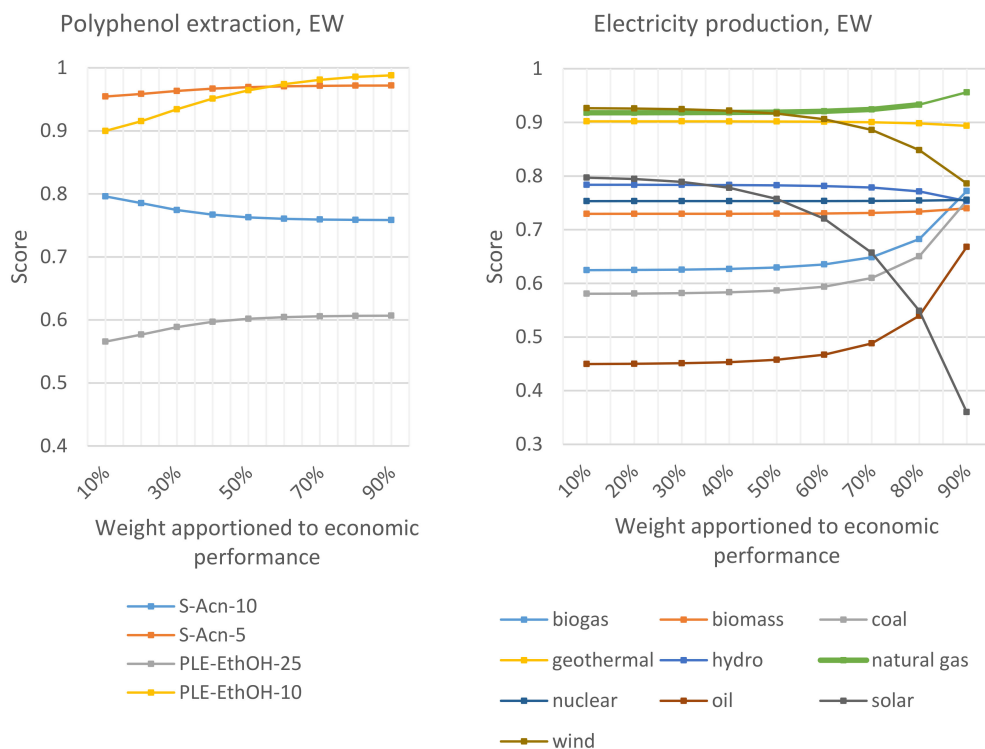 Polyphenol extraction, EW
1
0.9
0.8
0.7
0.6
0.5
0.4
Score
10%
30%
50%
70%
90%
Weight apportioned to economic
performance
S-Acn-10
S-Acn-5
PLE-EthOH-25
PLE-EthOH-10
Electricity production, EW
1
0.9
0.8
0.7
0.6
0.5
0.4
0.3
Score
10%
20%
30%
40%
50%
60%
70%
80%
90%
Weight apportioned to economic
performance
biogas biomass coal
geothermal hydro natural gas
nuclear oil solar
wind